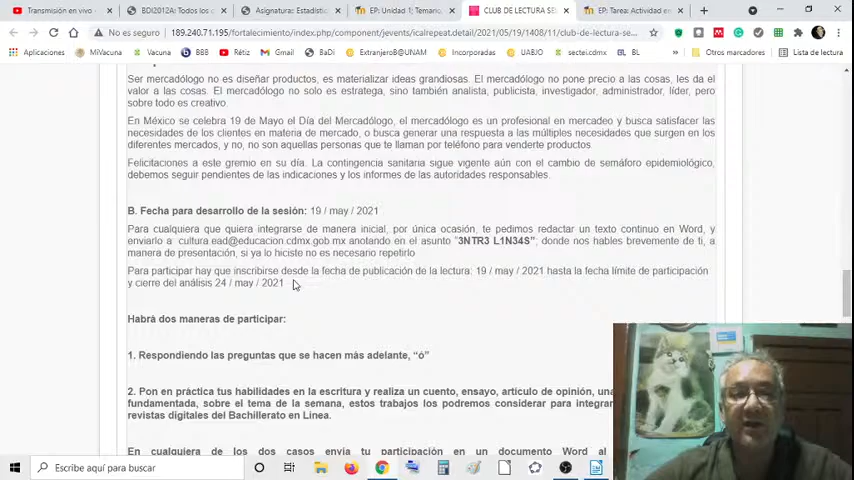 Transmisión en vivo
BDI2012A: Todos los c
Asignatura: Estadísti
EP: Unidad 1; Temario,
CLUB DE LECTURA SE
EP: Tarea: Actividad en
No es seguro
189.240.71.195/fortalecimiento/index.php/component/jevents/icalrepeat.detail/2021/05/19/1408/11/club-de-lectura-se...
Aplicaciones
Vacuno
BBB
Rétiz
Gmail
BaDi
ExtranjeroB@UNAM
Incorporadas
UABJO
sectei.cdmx
BL
Otros marcadores
Lista de lectura
Ser mercadólogo no es diseñar productos, es materializar ideas grandiosas. El mercadólogo no pone precio a las cosas, les da el
valor a las cosas. El mercadólogo no solo es estratega, sino también analista, publicista, investigador, administrador, líder, pero
sobre todo es creativo.
En México se celebra 19 de Mayo el Día del Mercadólogo, el mercadólogo es un profesional en mercadeo y busca satisfacer las
necesidades de los clientes en materia de mercado, o busca generar una respuesta a las múltiples necesidades que surgen en los
diferentes mercados, y no, no son aquellas personas que te llaman por teléfono para venderte productos.
Felicitaciones a este gremio en su día. La contingencia sanitaria sigue vigente aún con el cambio de semáforo epidemiológico,
debemos seguir pendientes de las indicaciones y los informes de las autoridades responsables.
B. Fecha para desarrollo de la sesión: 19 / may / 2021
Para cualquiera que quiera integrarse de manera inicial, por única ocasión, te pedimos redactar un texto continuo en Word, y
enviarlo a cultura.ead@educacion.cdmx.gob.mx anotando en el asunto "3NTR3 L1N34S"; donde nos hables brevemente de ti, a
manera de presentación, si ya lo hiciste no es necesario repetirlo
Para participar hay que inscribirse desde la fecha de publicación de la lectura: 19 / may / 2021 hasta la fecha límite de participación
y cierre del análisis 24 / may / 2021
Habrá dos maneras de participar:
1. Respondiendo las preguntas que se hacen más adelante, "ó"
2. Pon en práctica tus habilidades en la escritura y realiza un cuento, ensayo, artículo de opinión, una
fundamentada, sobre el tema de la semana, estos trabajos los podremos considerar para integrar
revistas digitales del Bachillerato en Línea.
En cualquiera de los dos casos envía tu participación en un documento Word al
Escribe aquí para buscar